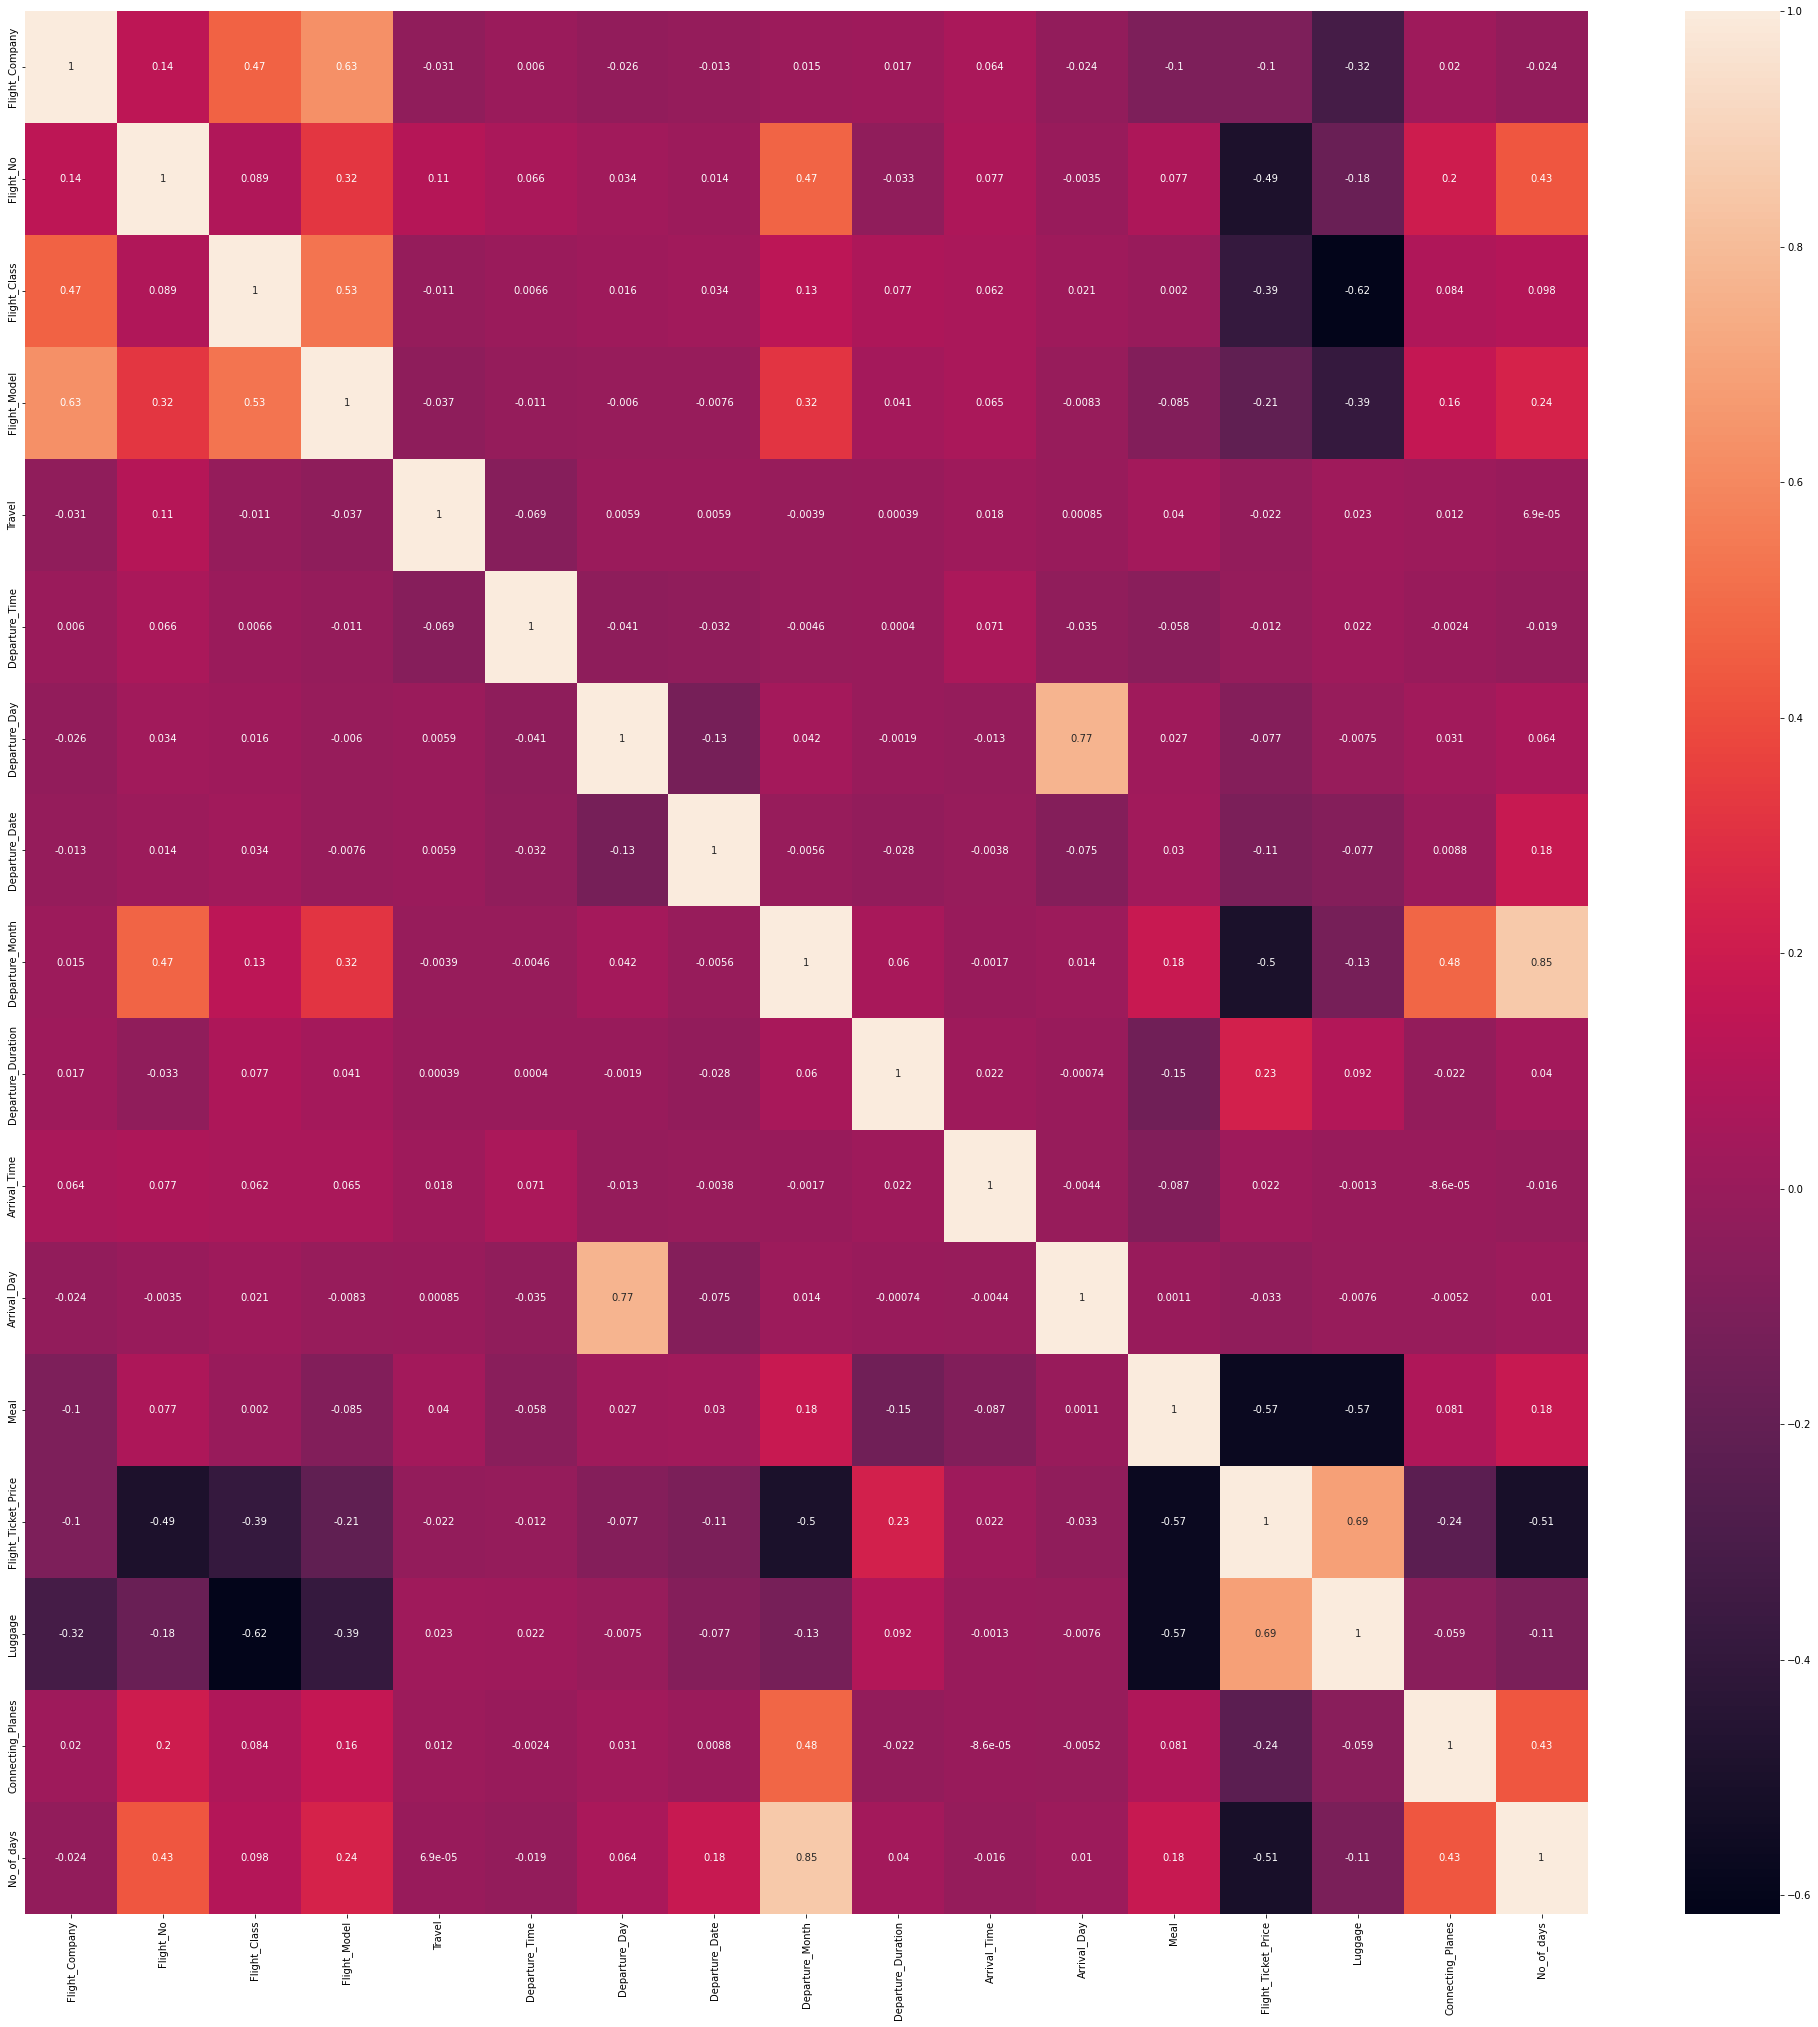 Flight_Company 1 0.14 0.47 0.63 -0.031 0.006 -0.026 -0.013 0.015 0.017 0.064 -0.024 -0.1 -0.1 -0.32 0.02 -0.024
Flight_No 0.14 1 0.089 0.32 0.11 0.066 0.034 0.014 0.47 -0.033 0.077 -0.0035 0.077 -0.49 -0.18 0.2 0.43
Flight_Class 0.47 0.089 1 0.53 -0.011 0.0066 0.016 0.034 0.13 0.077 0.062 0.021 0.002 -0.39 -0.62 0.084 0.098
Flight_Model 0.63 0.32 0.53 1 -0.037 -0.011 -0.006 -0.0076 0.32 0.041 0.065 -0.0083 -0.085 -0.21 -0.39 0.16 0.24
Travel -0.031 0.11 -0.011 -0.037 1 -0.069 0.0059 0.0059 -0.0039 0.00039 0.018 0.00085 0.04 -0.022 0.023 0.012 6.9e-05
Departure_Time 0.006 0.066 0.0066 -0.011 -0.069 1 -0.041 -0.032 -0.0046 0.0004 0.071 -0.035 -0.058 -0.012 0.022 -0.0024 -0.019
Departure_Day -0.026 0.034 0.016 -0.006 0.0059 -0.041 1 -0.13 0.042 -0.0019 -0.013 0.77 0.027 -0.077 -0.0075 0.031 0.064
Departure_Date -0.013 0.014 0.034 -0.0076 0.0059 -0.032 -0.13 1 -0.0056 -0.028 -0.0038 -0.075 0.03 -0.11 -0.077 0.0088 0.18
Departure_Month 0.015 0.47 0.13 0.32 -0.0039 -0.0046 0.042 -0.0056 1 0.06 -0.0017 0.014 0.18 -0.5 -0.13 0.48 0.85
Departure_Duration 0.017 -0.033 0.077 0.041 0.00039 0.0004 -0.0019 -0.028 0.06 1 0.022 -0.00074 -0.15 0.23 0.092 -0.022 0.04
Arrival_Time 0.064 0.077 0.062 0.065 0.018 0.071 -0.013 -0.0038 -0.0017 0.022 1 -0.0044 -0.087 0.022 -0.0013 -8.6e-05 -0.016
Arrival_Day -0.024 -0.0035 0.021 -0.0083 0.00085 -0.035 0.77 -0.075 0.014 -0.00074 -0.0044 1 0.0011 -0.033 -0.0076 -0.0052 0.01
Meal -0.1 0.077 0.002 -0.085 0.04 -0.058 0.027 0.03 0.18 -0.15 -0.087 0.0011 1 -0.57 -0.57 0.081 0.18
Flight_Ticket_Price -0.1 -0.49 -0.39 -0.21 -0.022 -0.012 -0.077 -0.11 -0.5 0.23 0.022 -0.033 -0.57 1 0.69 -0.24 -0.51
Luggage -0.32 -0.18 -0.62 -0.39 0.023 0.022 -0.0075 -0.077 -0.13 0.092 -0.0013 -0.0076 -0.57 0.69 1 -0.059 -0.11
Connecting_Planes 0.02 0.2 0.084 0.16 0.012 -0.0024 0.031 0.0088 0.48 -0.022 -8.6e-05 -0.0052 0.081 -0.24 -0.059 1 0.43
No_of_days -0.024 0.43 0.098 0.24 6.9e-05 -0.019 0.064 0.18 0.85 0.04 -0.016 0.01 0.18 -0.51 -0.11 0.43 1
Flight_Company
Flight_No
Flight_Class
Flight_Model
Travel
Departure_Time
Departure_Day
Departure_Date
Departure_Month
Departure_Duration
Arrival_Time
Arrival_Day
Meal
Flight_Ticket_Price
Luggage
Connecting_Planes
No_of_days
1.0
0.8
0.6
0.4
0.2
0.0
−0.2
−0.4
−0.6